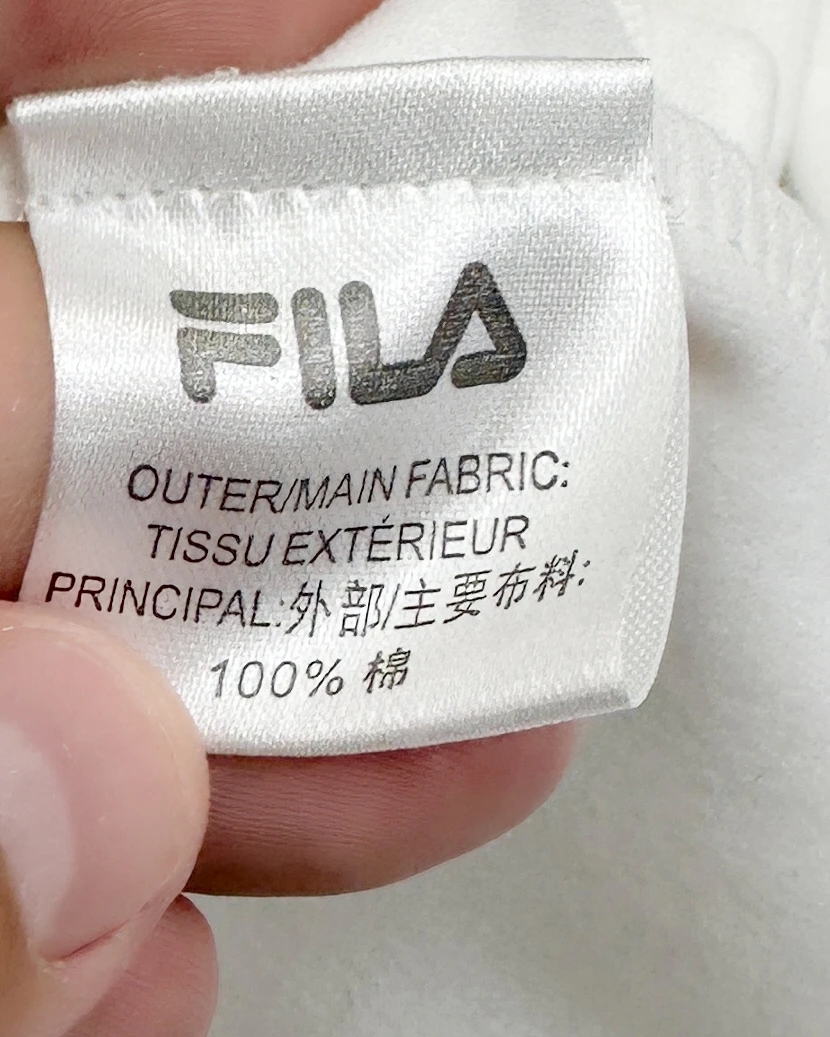 FILA
OUTER/MAIN FABRIC:
TISSU EXTÉRIEUR
PRINCIPAL:外部/主要布料:
100% 棉